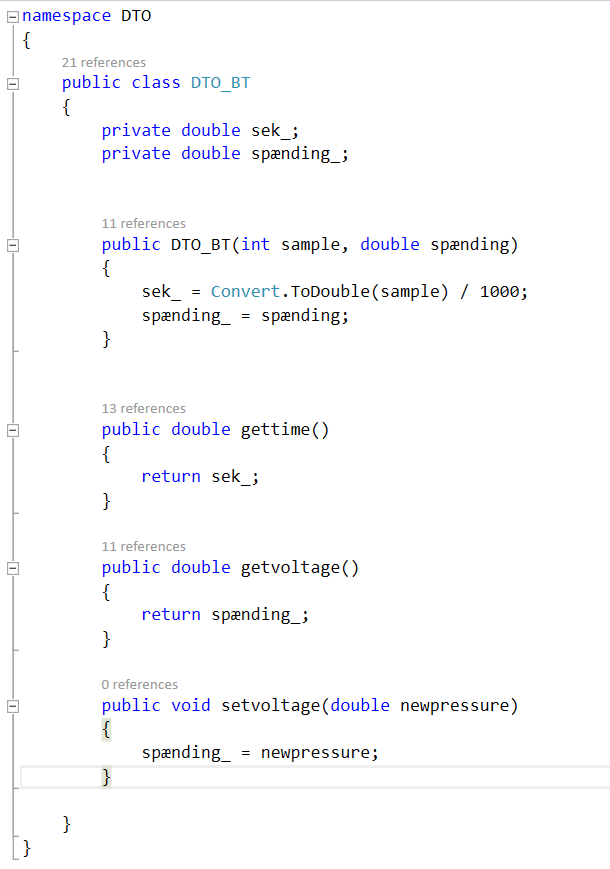 namespace DTO
{
21 references
public class DTO_BT
{
private double sek_;
private double spænding_;
11 references
public DTO_BT(int sample, double spænding)
{
sek_ = Convert.ToDouble(sample) / 1000;
spænding_ = spænding;
}
13 references
public double gettime()
{
return sek_;
}
11 references
public double getvoltage()
{
return spænding_;
}
0 references
public void setvoltage(double newpressure)
{
spænding_ = newpressure;
}
}
}